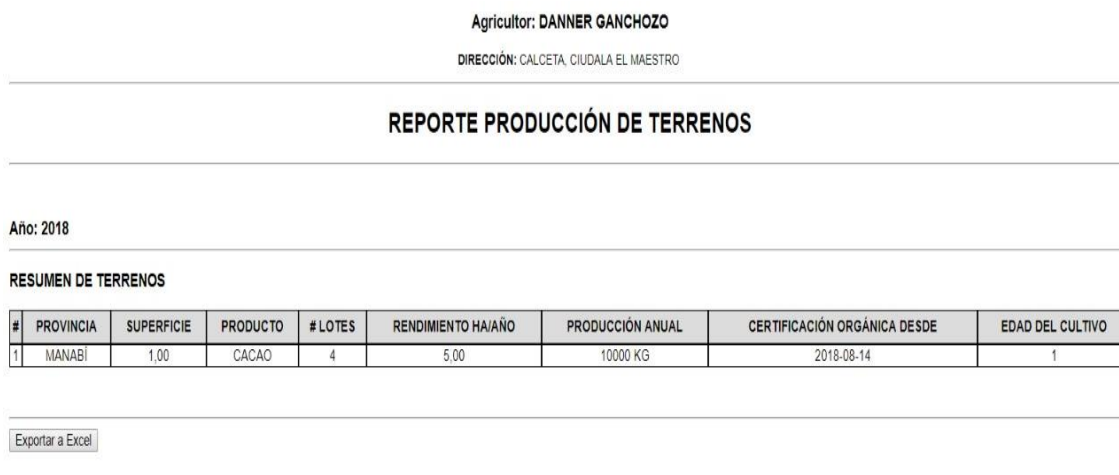 Agricultor: DANNER GANCHOZO
DIRECCIÓN: CALCETA, CIUDALA EL MAESTRO
REPORTE PRODUCCIÓN DE TERRENOS
Año: 2018
RESUMEN DE TERRENOS
# PROVINCIA SUPERFICIE PRODUCTO # LOTES RENDIMIENTO HA/AÑO PRODUCCIÓN ANUAL CERTIFICACIÓN ORGÁNICA DESDE EDAD DEL CULTIVO
1 MANABÍ 1,00 CACAO 4 5,00 10000 KG 2018-08-14 1
Exportar a Excel